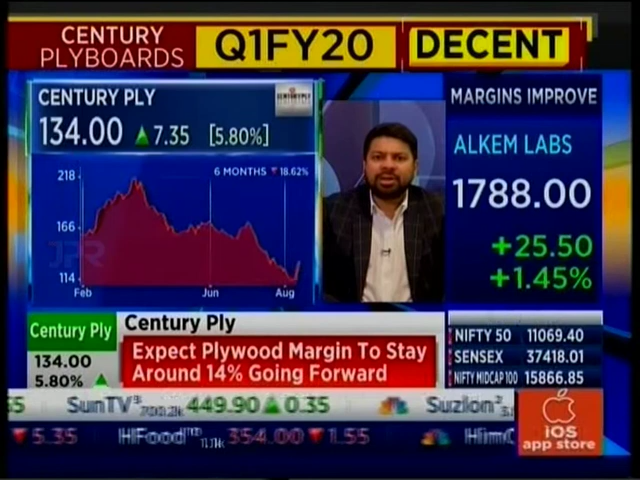 CENTURY
PLYBOARDS
Q1FY20
DECENT
CENTURY PLY
134.00 ▲ 7.35 [5.80%]
6 MONTHS ▼ 18.62%
218
166
114
Feb Jun Aug
JPR
MARGINS IMPROVE
ALKEM LABS
1788.00
+25.50
+1.45%
Century Ply
134.00
5.80% ▲
Century Ply
Expect Plywood Margin To Stay
Around 14% Going Forward
NIFTY 50 11069.40
SENSEX 37418.01
NIFTY MIDCAP 100 15866.85
SunTV 449.90 ▲ 0.35 Suzlon
▼ 5.35 354.00 ▼ 1.55
iOS
app store